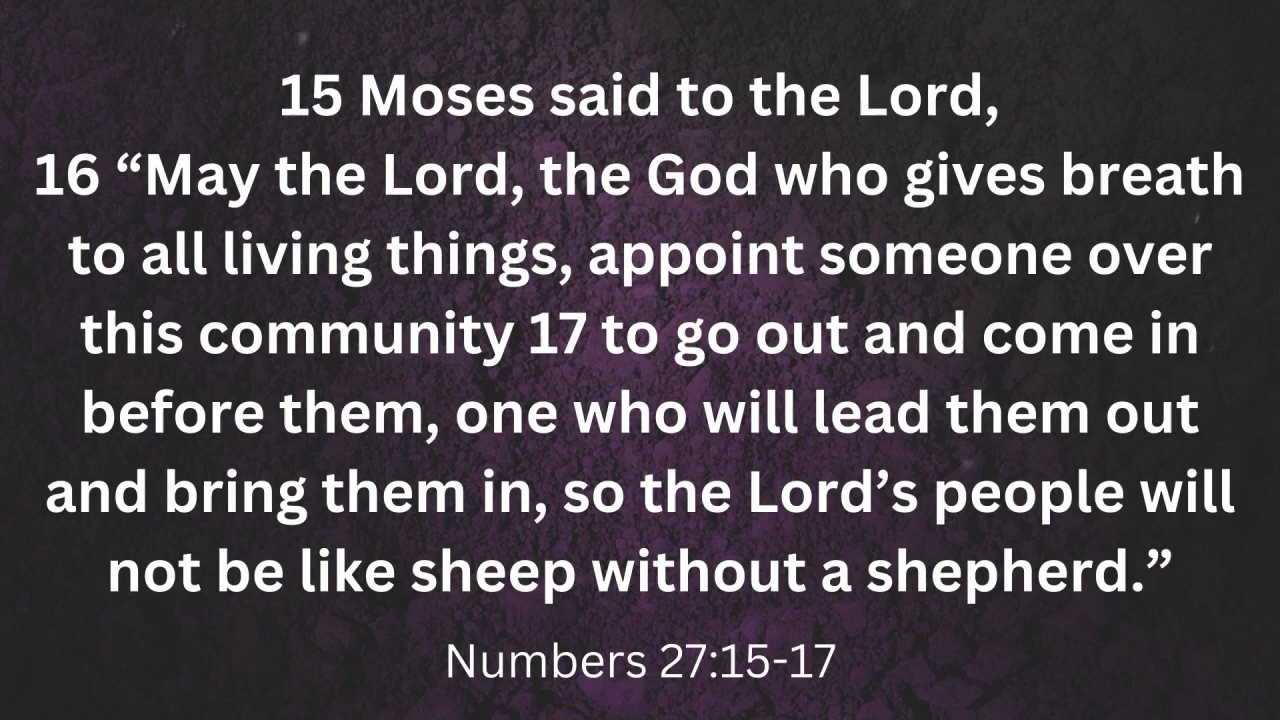 15 Moses said to the Lord,
16 “May the Lord, the God who gives breath
to all living things, appoint someone over
this community 17 to go out and come in
before them, one who will lead them out
and bring them in, so the Lord’s people will
not be like sheep without a shepherd.”
Numbers 27:15-17